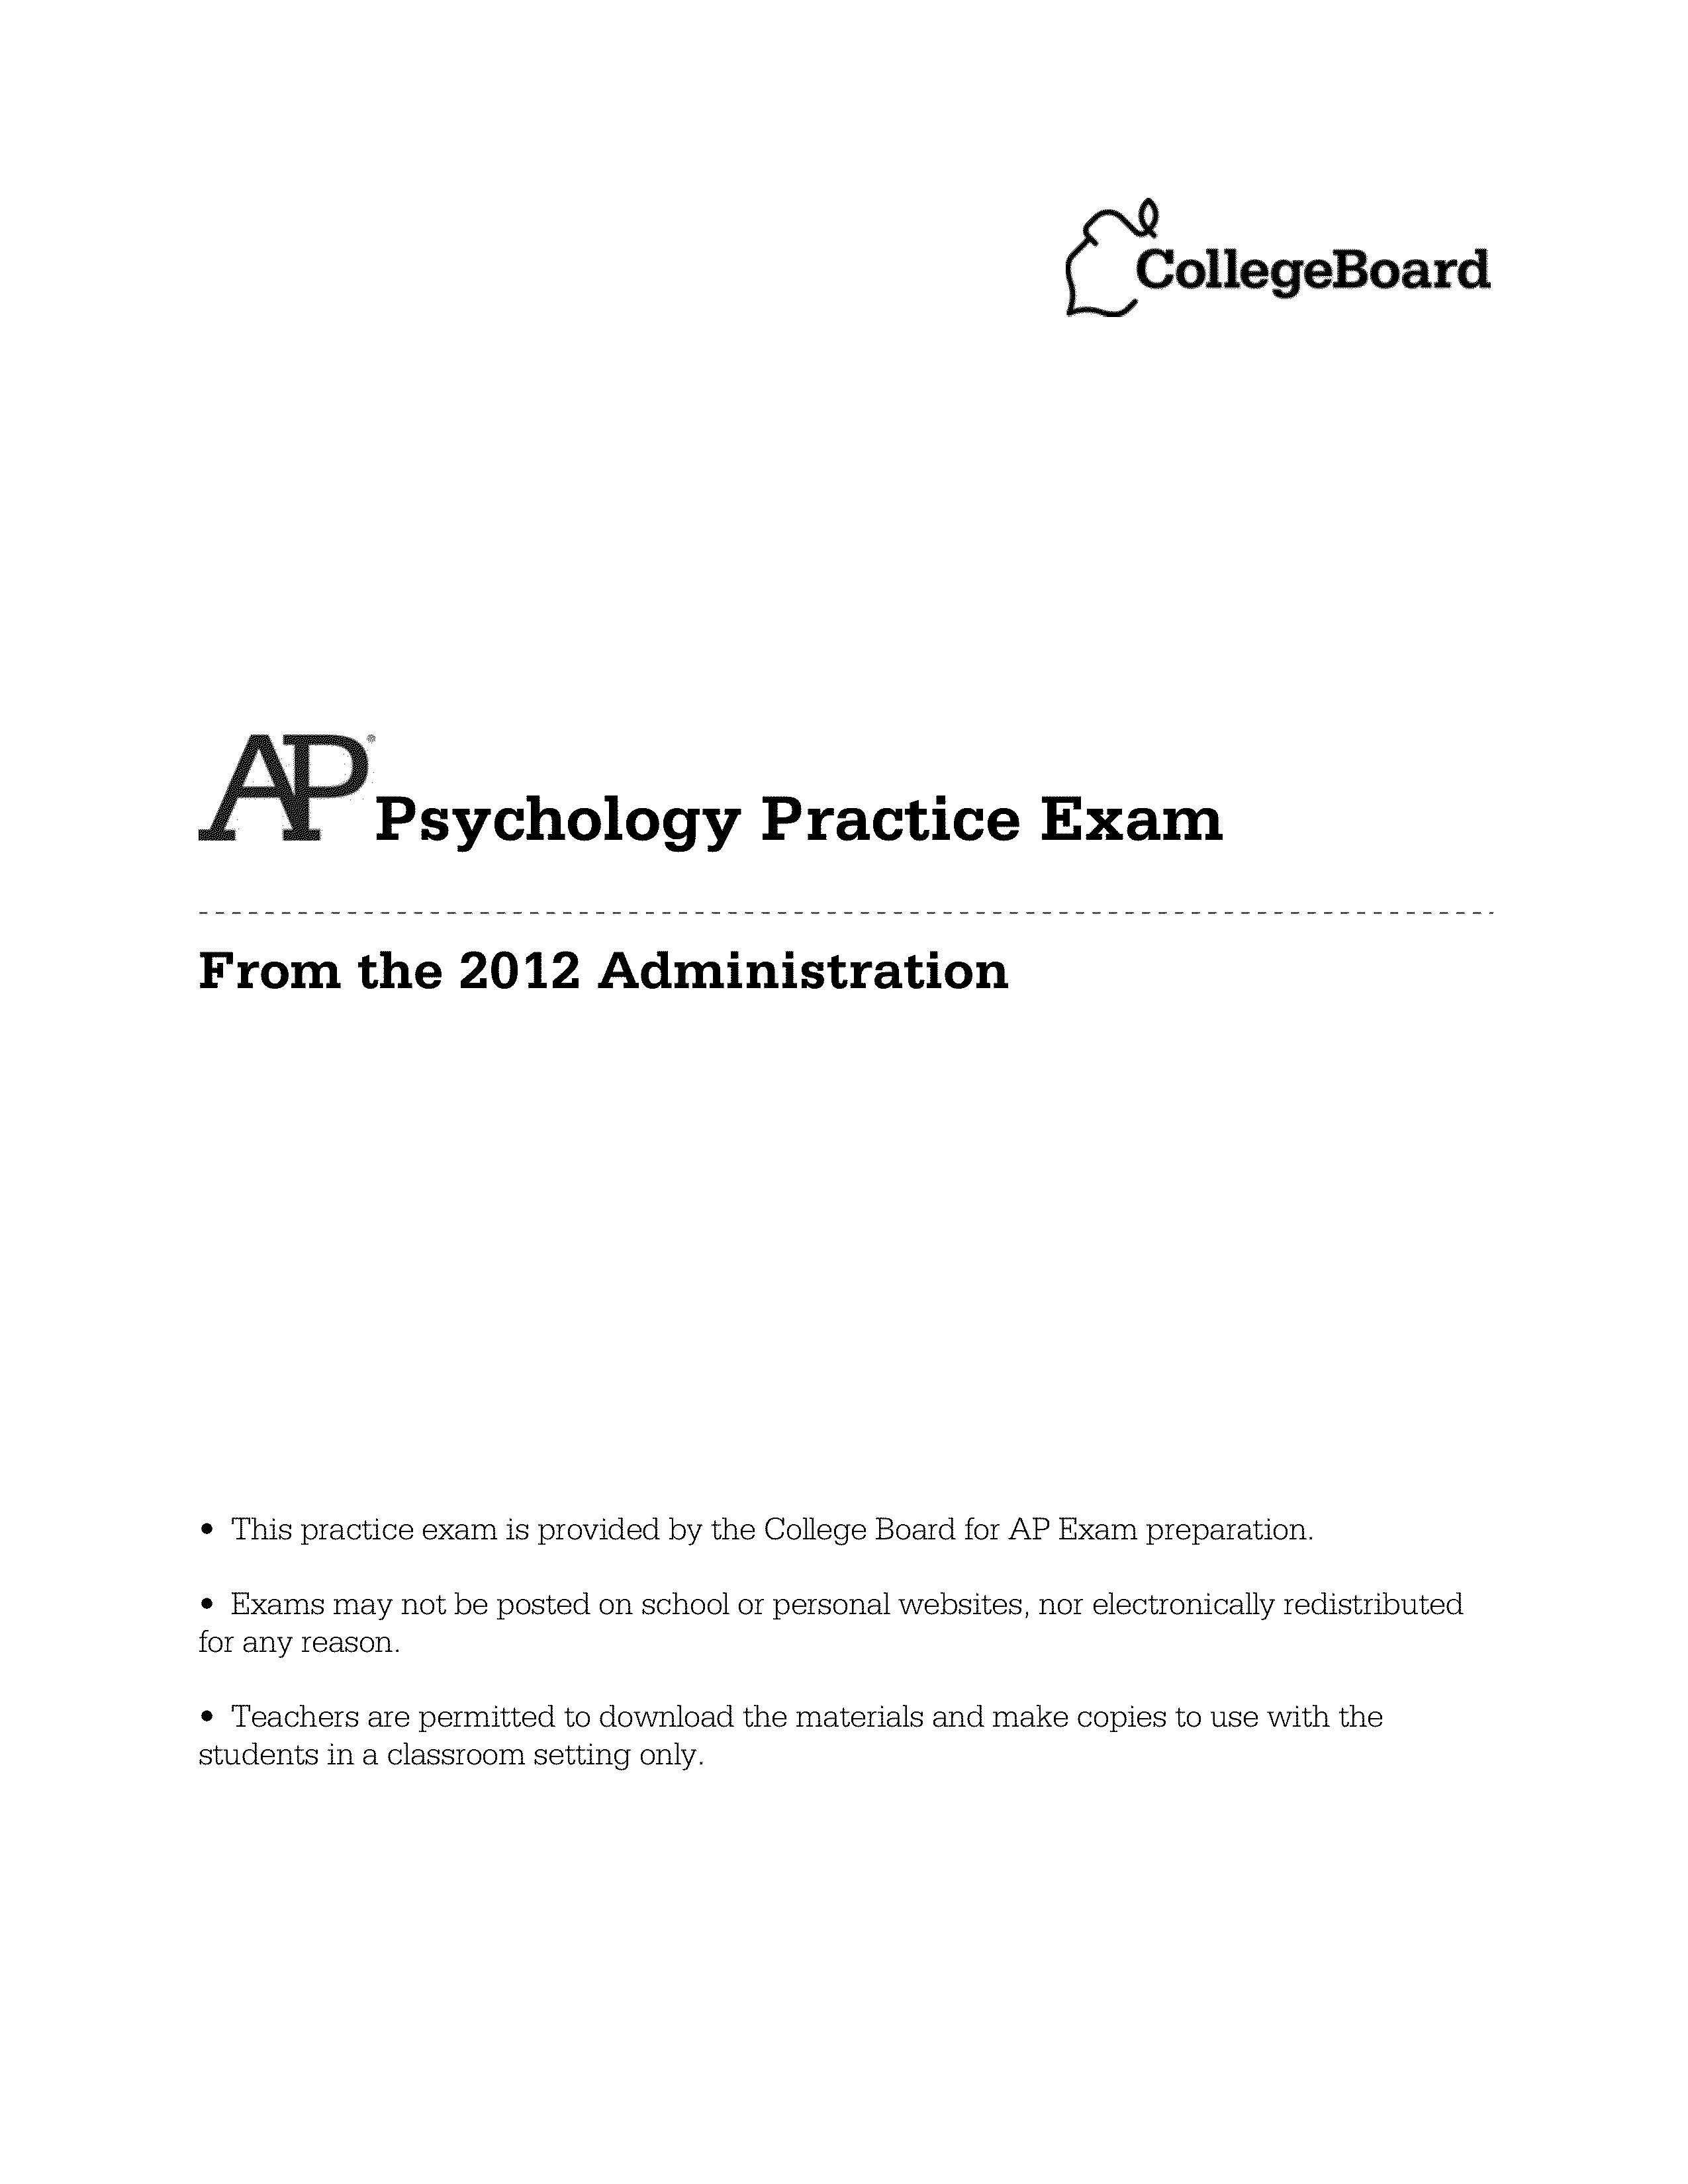 CollegeBoard
AP® Psychology Practice Exam
From the 2012 Administration
• This practice exam is provided by the College Board for AP Exam preparation.
• Exams may not be posted on school or personal websites, nor electronically redistributed
for any reason.
• Teachers are permitted to download the materials and make copies to use with the
students in a classroom setting only.